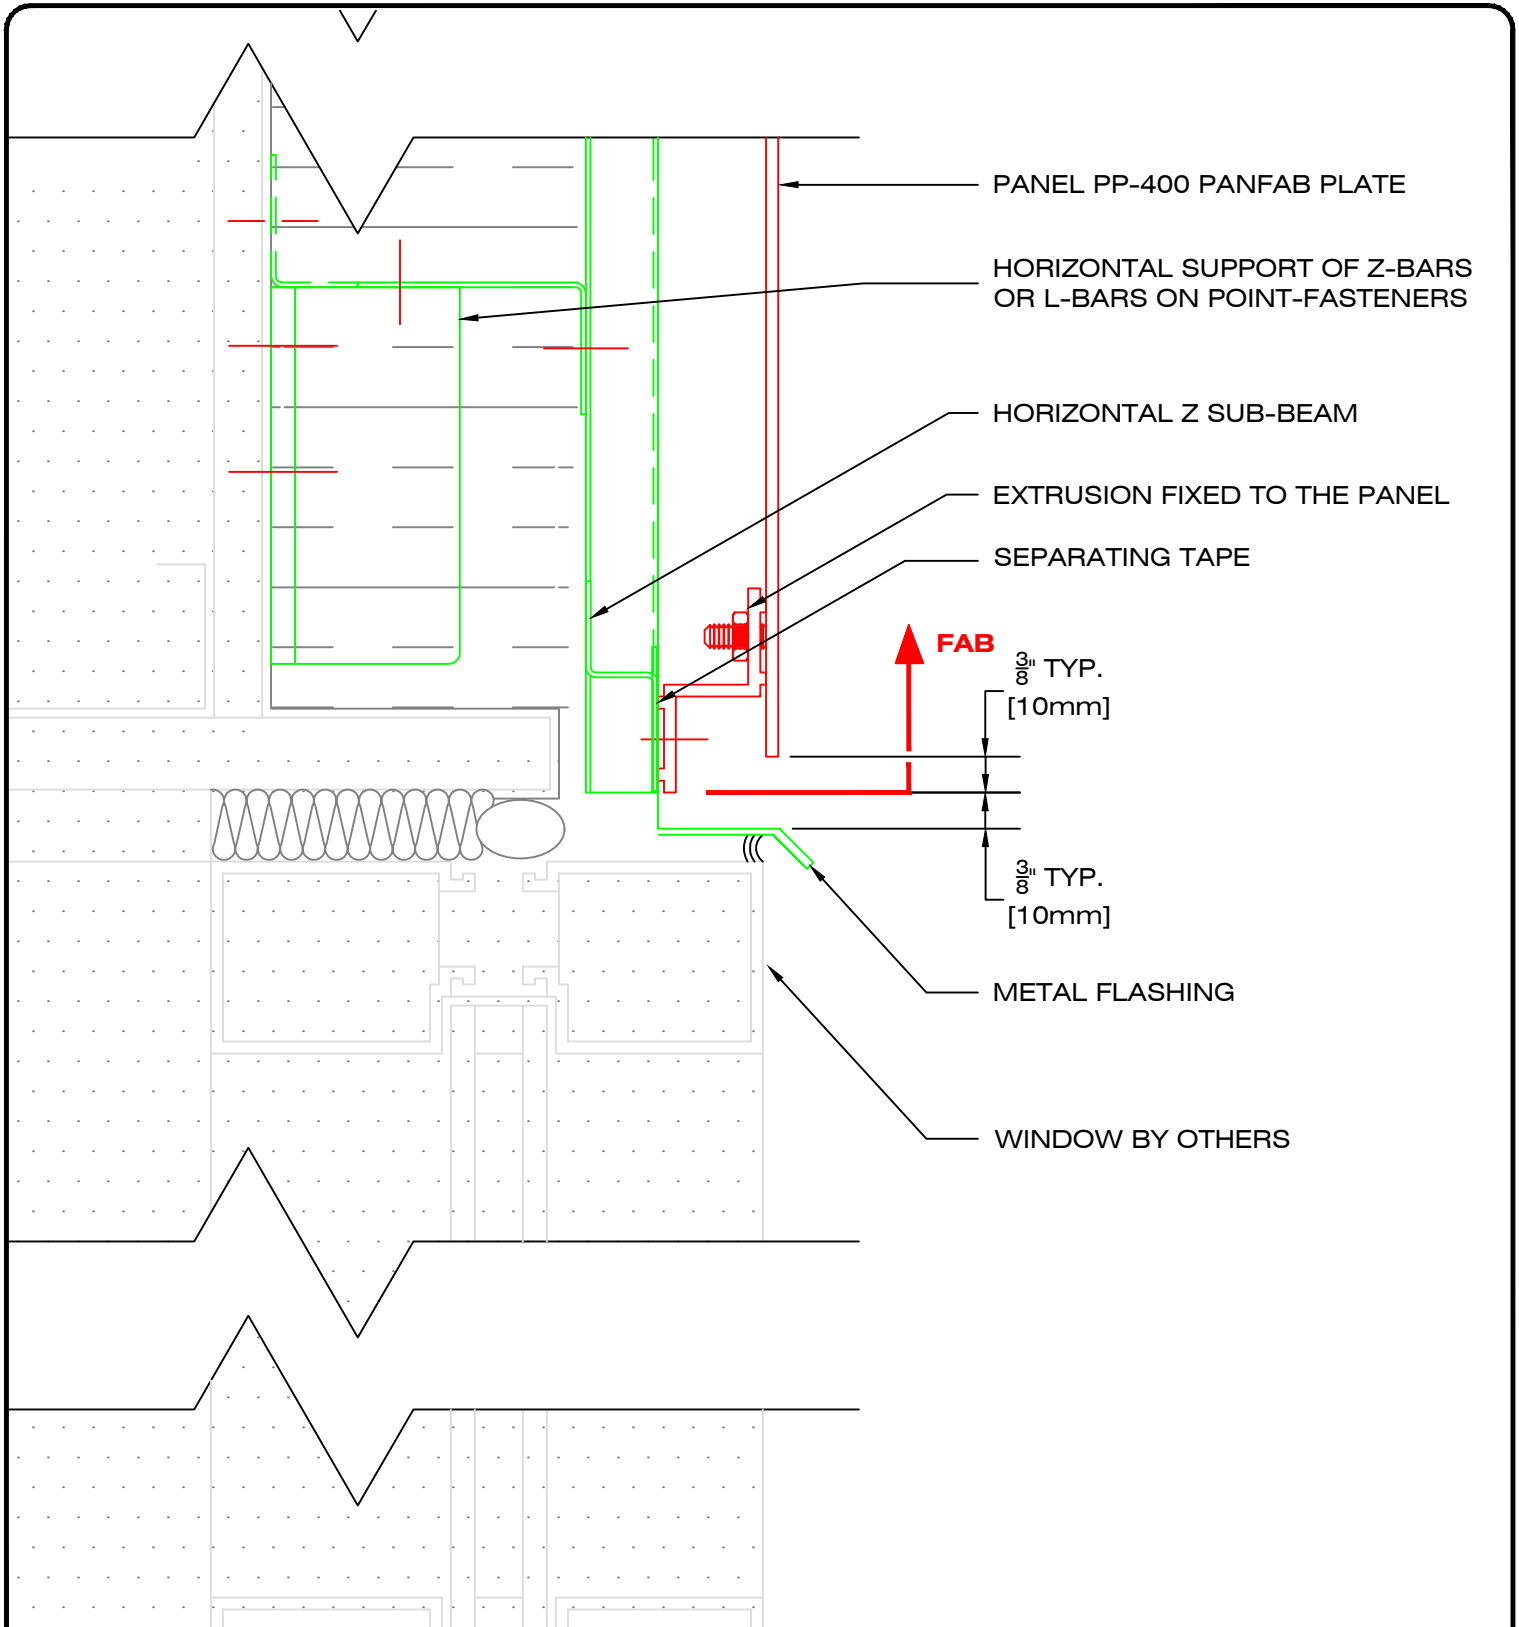 PANEL PP-400 PANFAB PLATE
HORIZONTAL SUPPORT OF Z-BARS
OR L-BARS ON POINT-FASTENERS
HORIZONTAL Z SUB-BEAM
EXTRUSION FIXED TO THE PANEL
SEPARATING TAPE
FAB
3/8" TYP.
[10mm]
3/8" TYP.
[10mm]
METAL FLASHING
WINDOW BY OTHERS